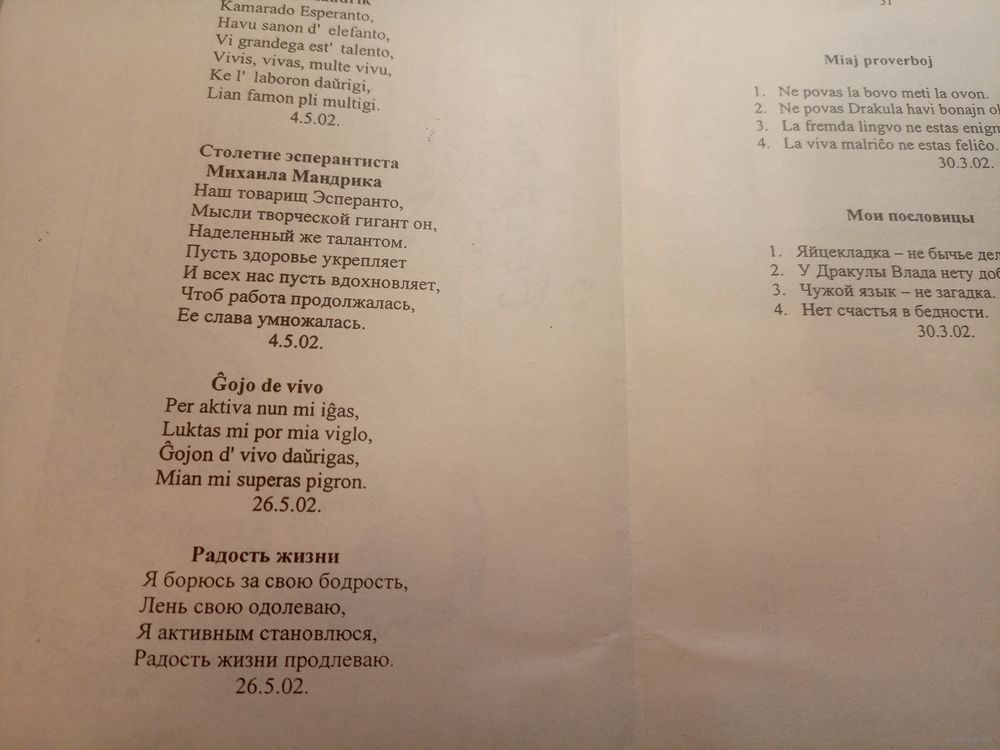 Kamarado Esperanto,
Havu sanon d' elefanto,
Vi grandega est' talento,
Vivis, vivas, multe vivu,
Ke l' laboron daŭrigi,
Lian famon pli multigi.
4.5.02.
Столетие эсперантиста
Михаила Мандрика
Наш товарищ Эсперанто,
Мысли творческой гигант он,
Наделенный же талантом.
Пусть здоровье укрепляет
И всех нас пусть вдохновляет,
Чтоб работа продолжалась,
Ее слава умножалась.
4.5.02.
Ĝojo de vivo
Per aktiva nun mi iĝas,
Luktas mi por mia viglo,
Ĝojon d' vivo daŭrigas,
Mian mi superas pigron.
26.5.02.
Радость жизни
Я борюсь за свою бодрость,
Лень свою одолеваю,
Я активным становлюся,
Радость жизни продлеваю.
26.5.02.
31
Miaj proverboj
1. Ne povas la bovo meti la ovon.
2. Ne povas Drakula havi bonajn
3. La fremda lingvo ne estas
4. La viva malriĉo ne estas feliĉo.
30.3.02.
Мои пословицы
1. Яйцекладка – не бычье
2. У Дракулы Влада нету
3. Чужой язык – не загадка.
4. Нет счастья в бедности.
30.3.02.